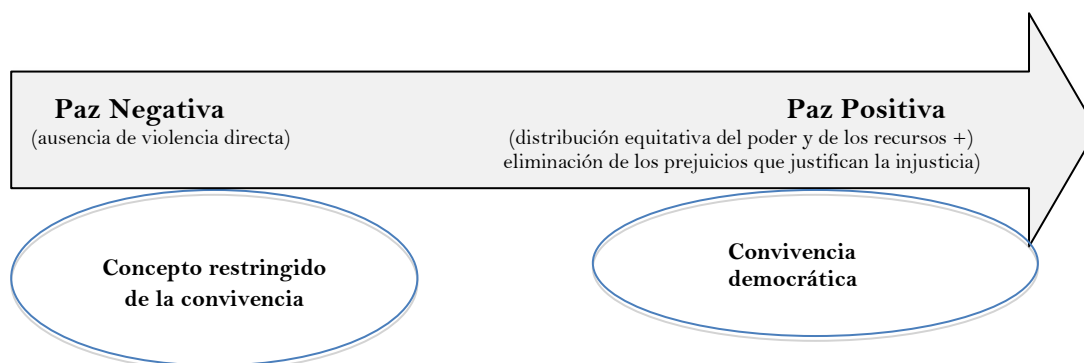 Paz Negativa
(ausencia de violencia directa)
Paz Positiva
(distribución equitativa del poder y de los recursos +)
eliminación de los prejuicios que justifican la injusticia)
Concepto restringido
de la convivencia
Convivencia
democrática